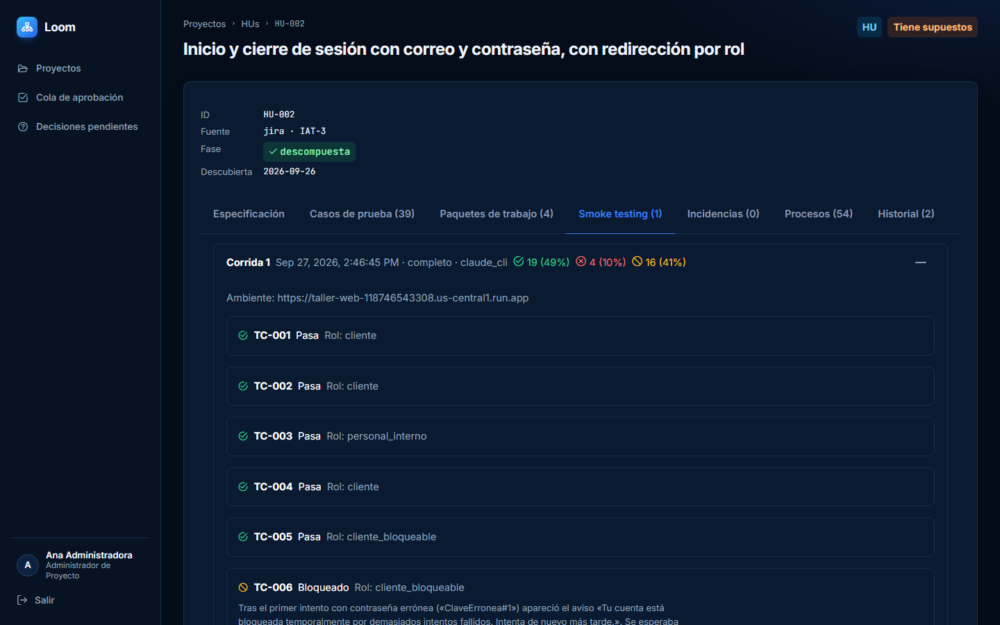 Loom
Proyectos
Cola de aprobación
Decisiones pendientes
Ana Administradora
A
Administrador de
Proyecto
Salir
Proyectos › HUs › HU-002
HU
Tiene supuestos
Inicio y cierre de sesión con correo y contraseña, con redirección por rol
ID HU-002
Fuente jira · IAT-3
Fase descompuesta
Descubierta 2026-09-26
Especificación Casos de prueba (39) Paquetes de trabajo (4) Smoke testing (1) Incidencias (0) Procesos (54) Historial (2)
Corrida 1 Sep 27, 2026, 2:46:45 PM · completo · claude_cli 19 (49%) 4 (10%) 16 (41%)
Ambiente: https://taller-web-118746543308.us-central1.run.app
TC-001 Pasa Rol: cliente
TC-002 Pasa Rol: cliente
TC-003 Pasa Rol: personal_interno
TC-004 Pasa Rol: cliente
TC-005 Pasa Rol: cliente_bloqueable
TC-006 Bloqueado Rol: cliente_bloqueable
Tras el primer intento con contraseña errónea («ClaveErronea#1») apareció el aviso «Tu cuenta está
bloqueada temporalmente por demasiados intentos fallidos. Intenta de nuevo más tarde.». Se esperaba